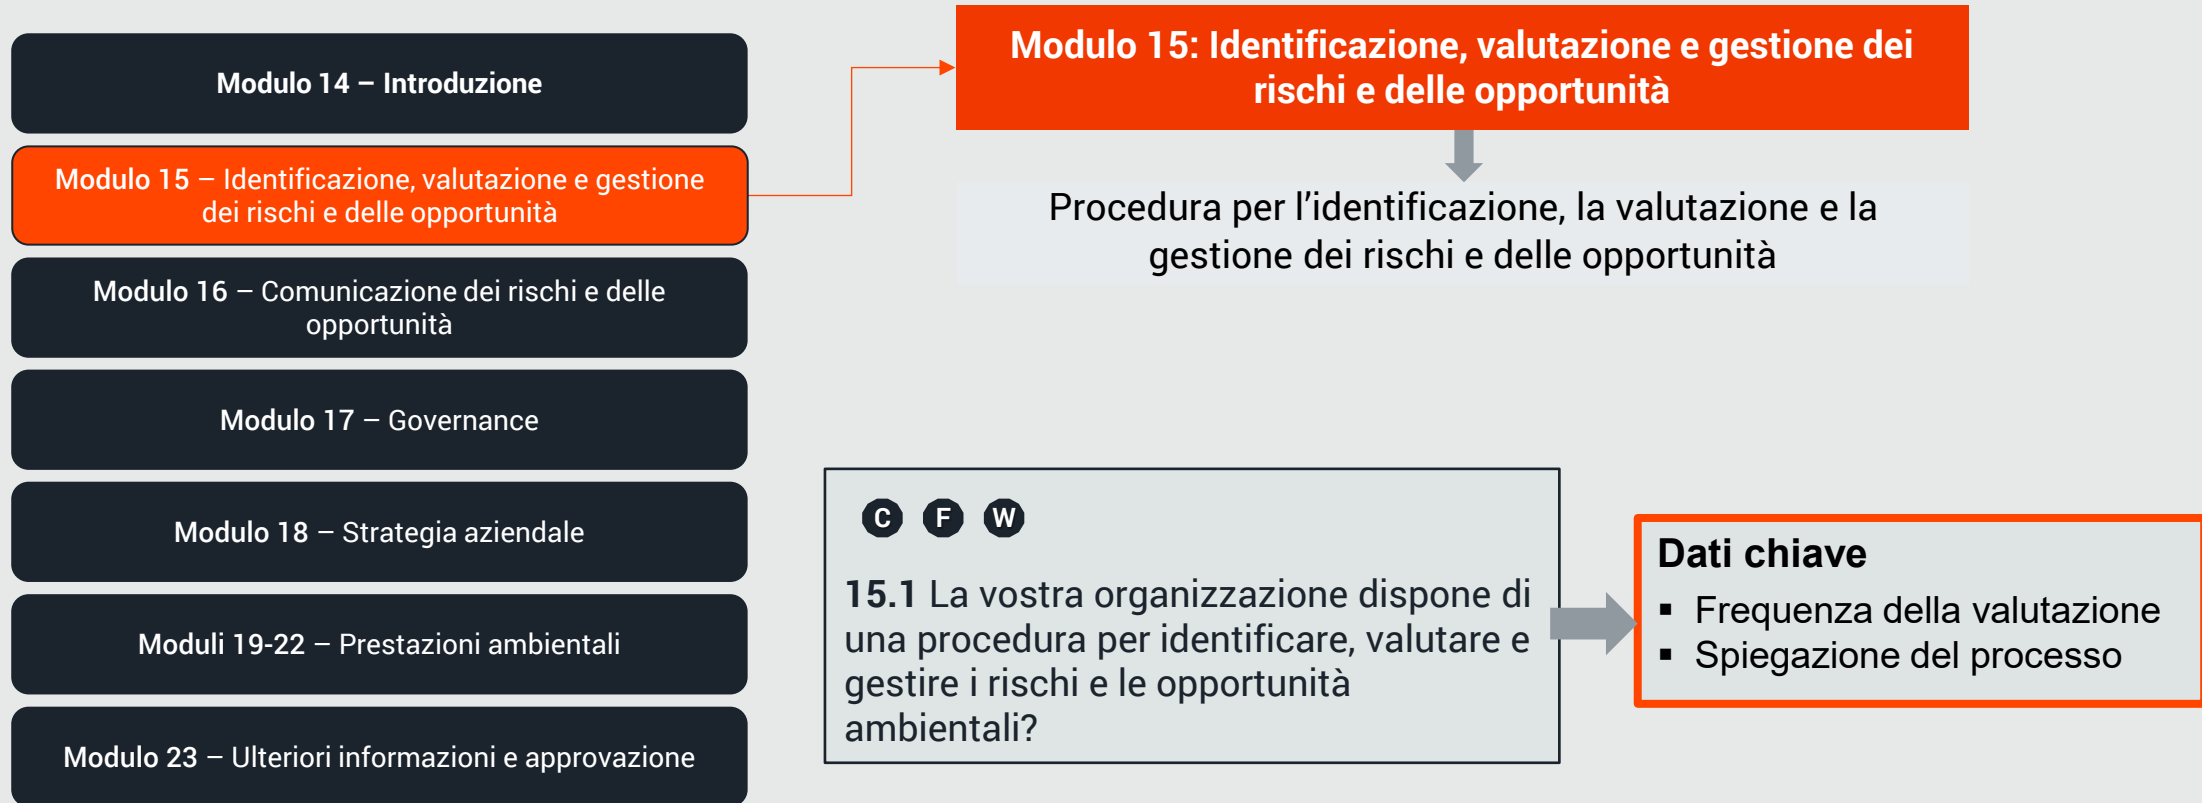 Modulo 14 – Introduzione
Modulo 15 – Identificazione, valutazione e gestione
dei rischi e delle opportunità
Modulo 16 – Comunicazione dei rischi e delle
opportunità
Modulo 17 – Governance
Modulo 18 – Strategia aziendale
Moduli 19-22 – Prestazioni ambientali
Modulo 23 – Ulteriori informazioni e approvazione
Modulo 15: Identificazione, valutazione e gestione dei
rischi e delle opportunità
Procedura per l’identificazione, la valutazione e la
gestione dei rischi e delle opportunità
C F W
15.1 La vostra organizzazione dispone di
una procedura per identificare, valutare e
gestire i rischi e le opportunità
ambientali?
Dati chiave
▪ Frequenza della valutazione
▪ Spiegazione del processo